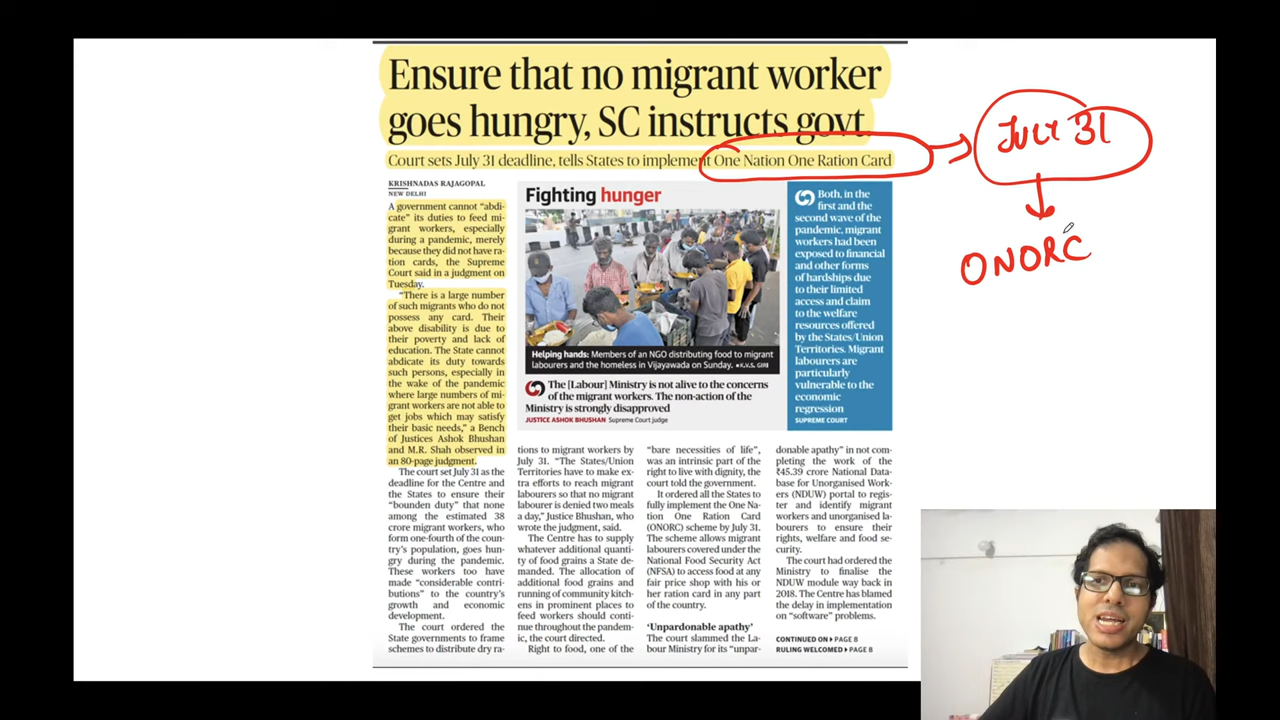 Ensure that no migrant worker
goes hungry, SC instructs govt.
Court sets July 31 deadline, tells States to implement One Nation One Ration Card
July 31
ONORC
KRISHNADAS RAJAGOPAL
NEW DELHI
A government cannot “abdi-
cate” its duties to feed mi-
grant workers, especially
during a pandemic, merely
because they did not have ra-
tion cards, the Supreme
Court said in a judgment on
Tuesday.
“There is a large number
of such migrants who do not
possess any card. Their
above disability is due to
their poverty and lack of
education. The State cannot
abdicate its duty towards
such persons, especially in
the wake of the pandemic
where large numbers of mi-
grant workers are not able to
get jobs which may satisfy
their basic needs,” a Bench
of Justices Ashok Bhushan
and M.R. Shah observed in
an 80-page judgment.
The court set July 31 as the
deadline for the Centre and
the States to ensure their
“bounden duty” that none
among the estimated 38
crore migrant workers, who
form one-fourth of the coun-
try’s population, goes hun-
gry during the pandemic.
These workers too have
made “considerable contri-
butions” to the country’s
growth and economic
development.
The court ordered the
State governments to frame
schemes to distribute dry ra-
Fighting hunger
Helping hands: Members of an NGO distributing food to migrant
labourers and the homeless in Vijayawada on Sunday. ■ K.V.S. GIRI
The [Labour] Ministry is not alive to the concerns
of the migrant workers. The non-action of the
Ministry is strongly disapproved
JUSTICE ASHOK BHUSHAN Supreme Court judge
Both, in the
first and the
second wave of the
pandemic, migrant
workers had been
exposed to financial
and other forms
of hardships due
to their limited
access and claim
to the welfare
resources offered
by the States/Union
Territories. Migrant
labourers are
particularly
vulnerable to the
economic
regression
SUPREME COURT
tions to migrant workers by
July 31. “The States/Union
Territories have to make ex-
tra efforts to reach migrant
labourers so that no migrant
labourer is denied two meals
a day,” Justice Bhushan, who
wrote the judgment, said.
The Centre has to supply
whatever additional quanti-
ty of food grains a State de-
manded. The allocation of
additional food grains and
running of community kitch-
ens in prominent places to
feed workers should conti-
nue throughout the pandem-
ic, the court directed.
Right to food, one of the
“bare necessities of life”,
was an intrinsic part of the
right to live with dignity, the
court told the government.
It ordered all the States to
fully implement the One Na-
tion One Ration Card
(ONORC) scheme by July 31.
The scheme allows migrant
labourers covered under the
National Food Security Act
(NFSA) to access food at any
fair price shop with his or
her ration card in any part
of the country.
‘Unpardonable apathy’
The court slammed the La-
bour Ministry for its “unpar-
donable apathy” in not com-
pleting the work of the
₹45.39 crore National Data-
base for Unorganised Work-
ers (NDUW) portal to regis-
ter and identify migrant
workers and unorganised la-
bourers to ensure their
rights, welfare and food se-
curity.
The court had ordered the
Ministry to finalise the
NDUW module way back in
2018. The Centre has blamed
the delay in implementation
on “software” problems.
CONTINUED ON ▶ PAGE 8
RULING WELCOMED ▶ PAGE 8